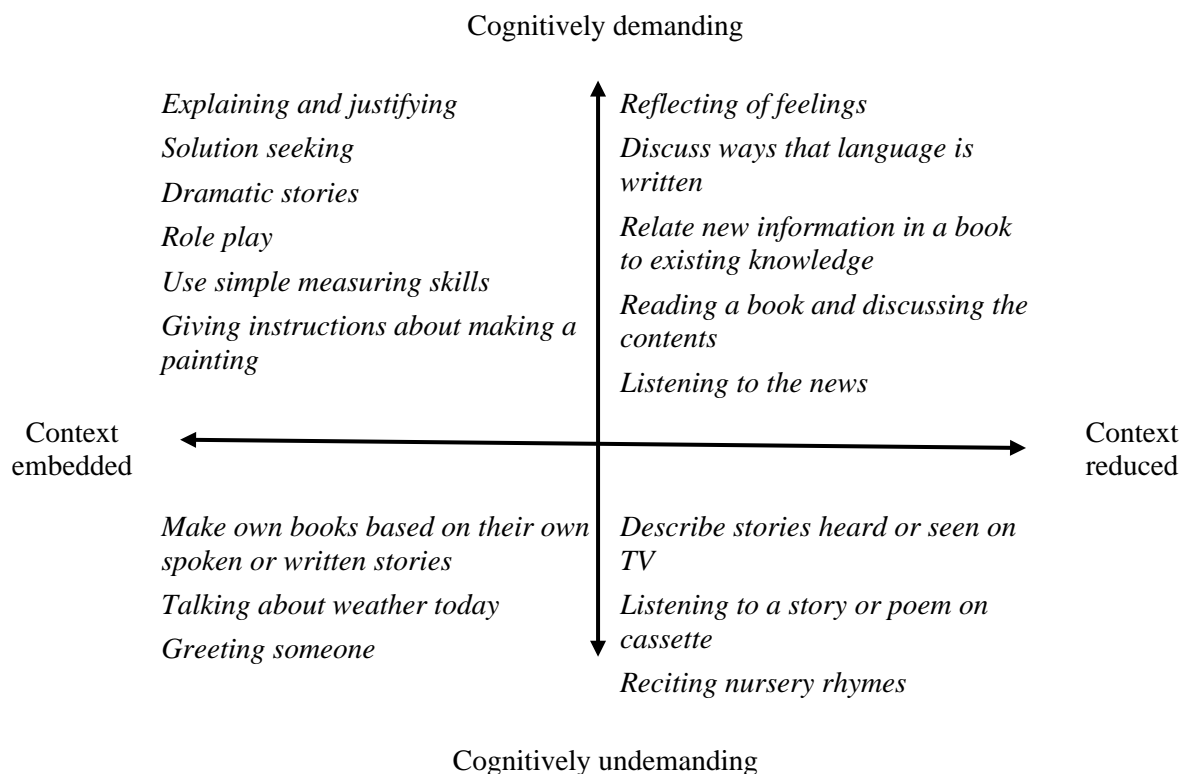 Cognitively demanding
Explaining and justifying
Solution seeking
Dramatic stories
Role play
Use simple measuring skills
Giving instructions about making a
painting
Reflecting of feelings
Discuss ways that language is
written
Relate new information in a book
to existing knowledge
Reading a book and discussing the
contents
Listening to the news
Context
embedded
Context
reduced
Make own books based on their own
spoken or written stories
Talking about weather today
Greeting someone
Describe stories heard or seen on
TV
Listening to a story or poem on
cassette
Reciting nursery rhymes
Cognitively undemanding